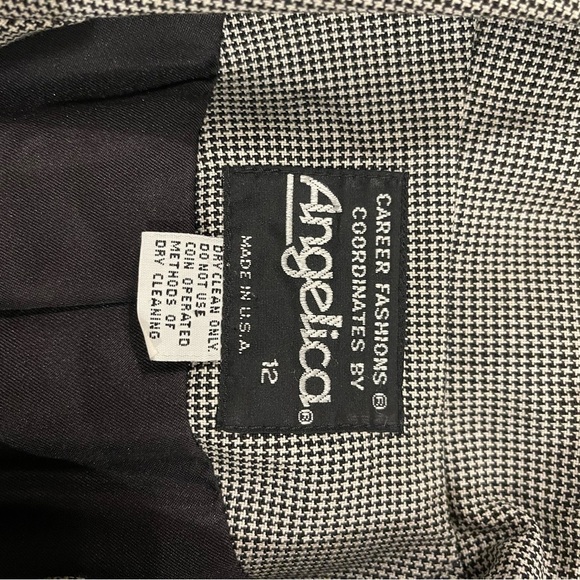 CAREER FASHIONS®
COORDINATES BY
Angelica®
MADE IN U.S.A.
12
DRY CLEAN ONLY
DO NOT USE
COIN OPERATED
METHODS OF
DRY CLEANING